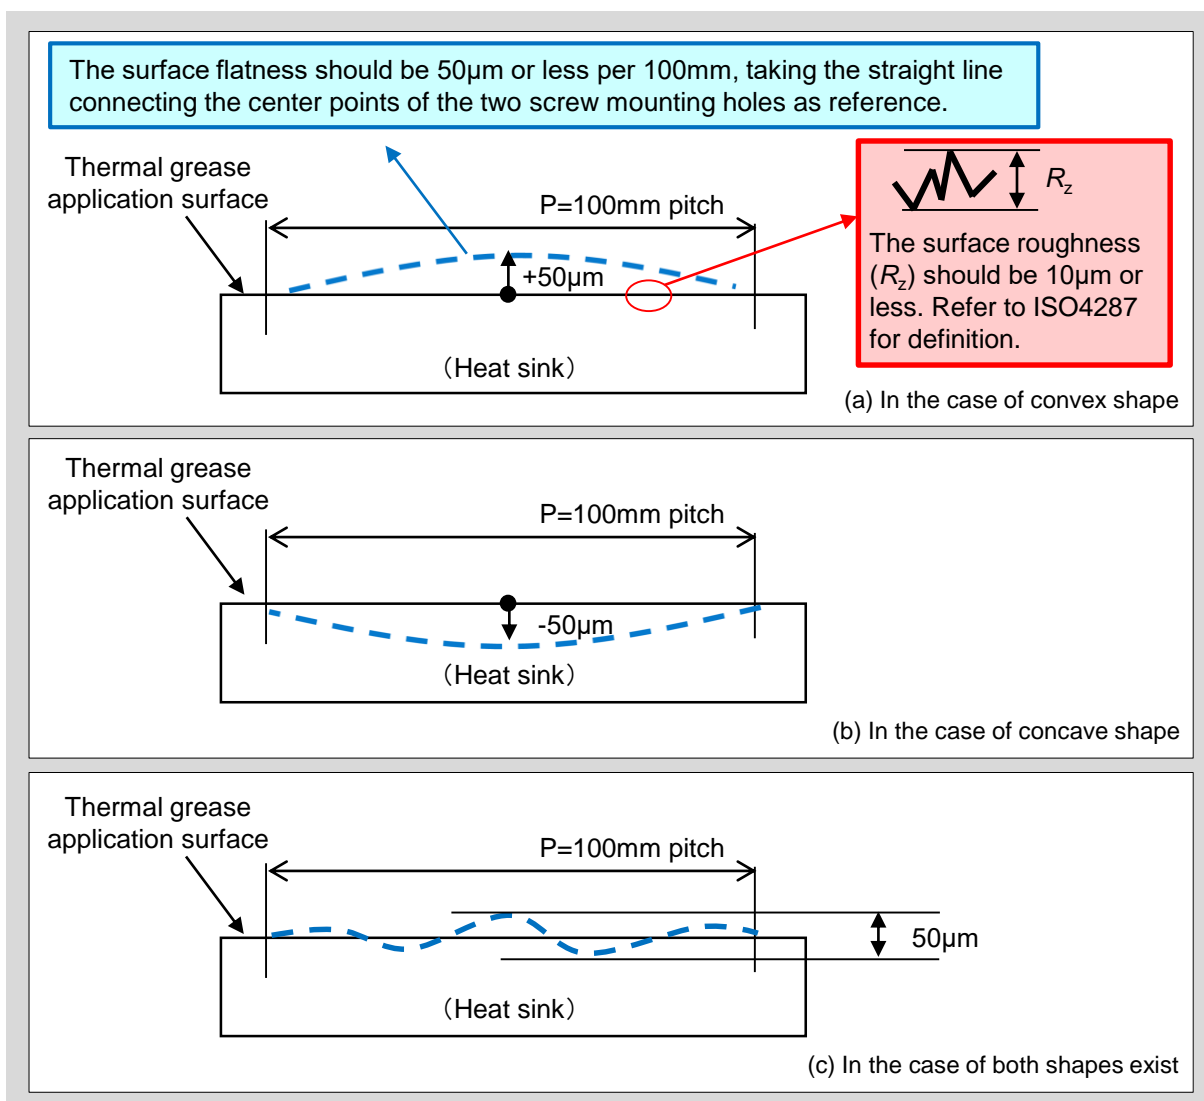 The surface flatness should be 50µm or less per 100mm, taking the straight line
connecting the center points of the two screw mounting holes as reference.
Thermal grease
application surface
P=100mm pitch
+50µm
(Heat sink)
Rz
The surface roughness
(Rz) should be 10µm or
less. Refer to ISO4287
for definition.
(a) In the case of convex shape
Thermal grease
application surface
P=100mm pitch
-50µm
(Heat sink)
(b) In the case of concave shape
Thermal grease
application surface
P=100mm pitch
50µm
(Heat sink)
(c) In the case of both shapes exist